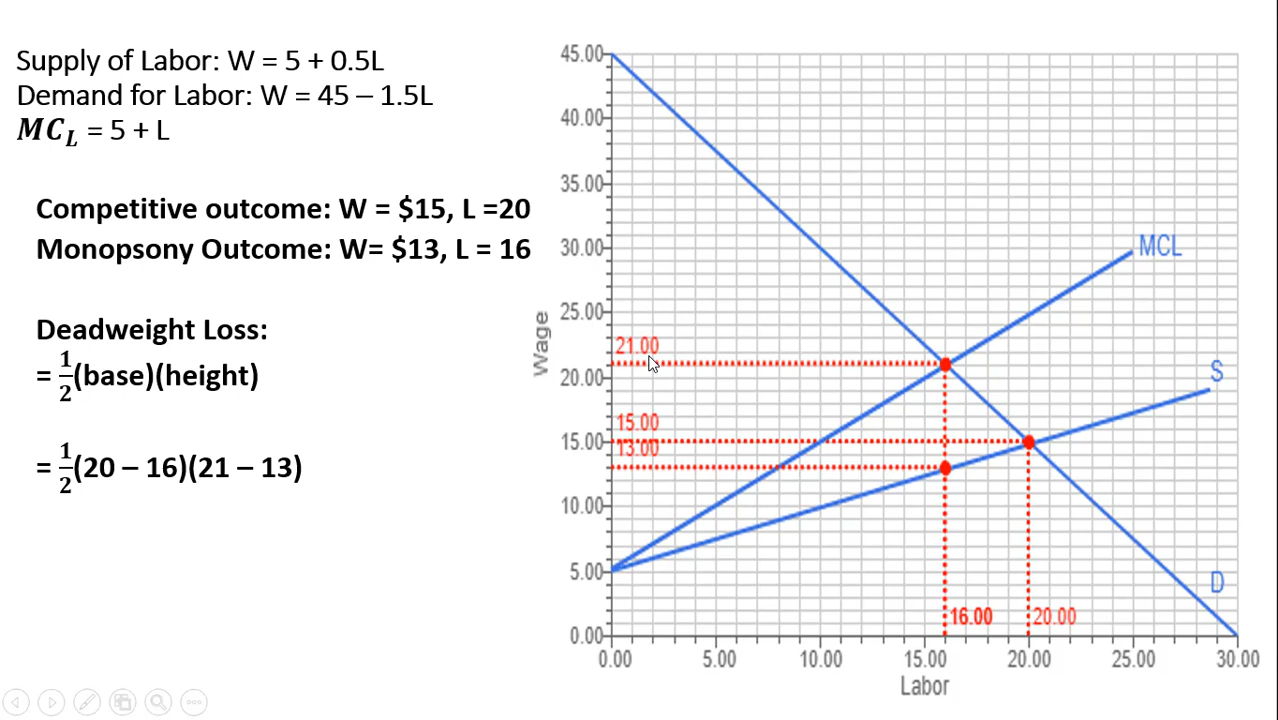 Supply of Labor: W = 5 + 0.5L
Demand for Labor: W = 45 – 1.5L
MC_L = 5 + L
Competitive outcome: W = $15, L =20
Monopsony Outcome: W= $13, L = 16
Deadweight Loss:
= 1/2(base)(height)
= 1/2(20 – 16)(21 – 13)
45.00
40.00
35.00
30.00
MCL
25.00
Wage
21.00
20.00
S
15.00
15.00
13.00
10.00
5.00
D
16.00
20.00
0.00
0.00 5.00 10.00 15.00 20.00 25.00 30.00
Labor